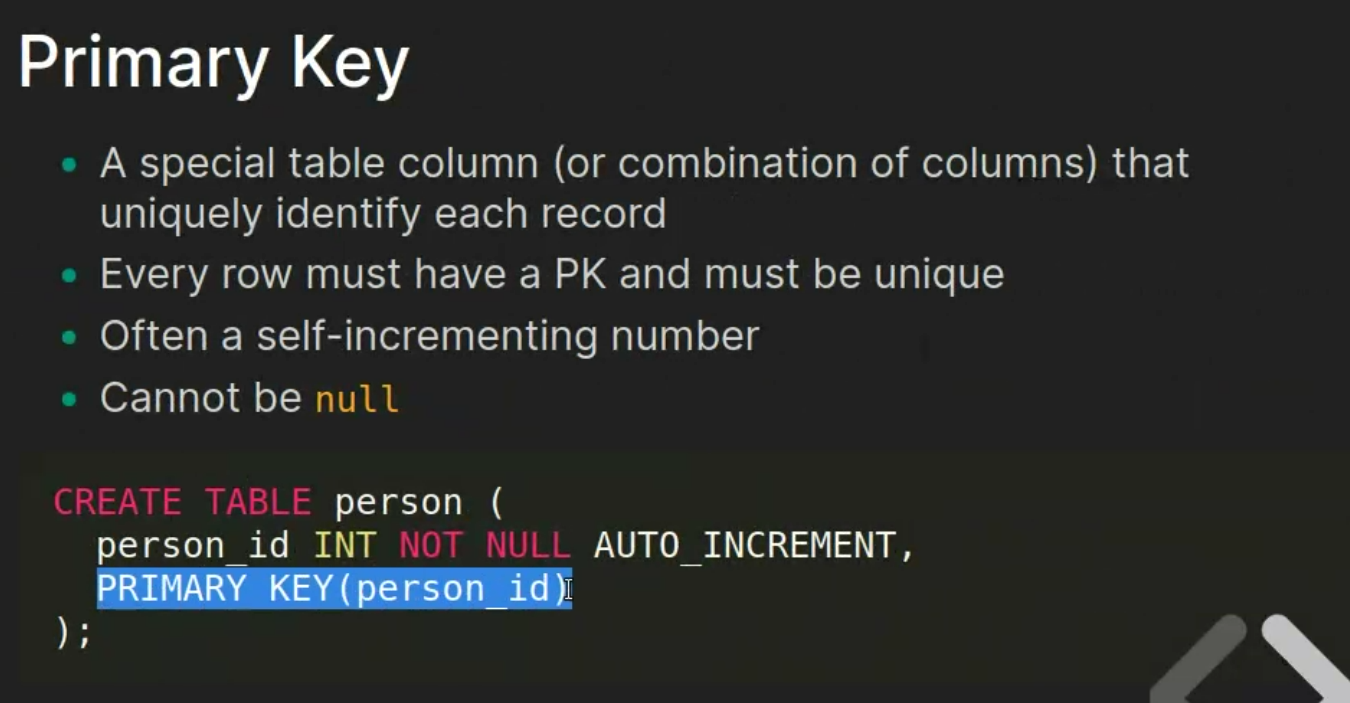 Primary Key
A special table column (or combination of columns) that
uniquely identify each record
Every row must have a PK and must be unique
Often a self-incrementing number
Cannot be null
CREATE TABLE person (
  person_id INT NOT NULL AUTO_INCREMENT,
  PRIMARY KEY(person_id)
);